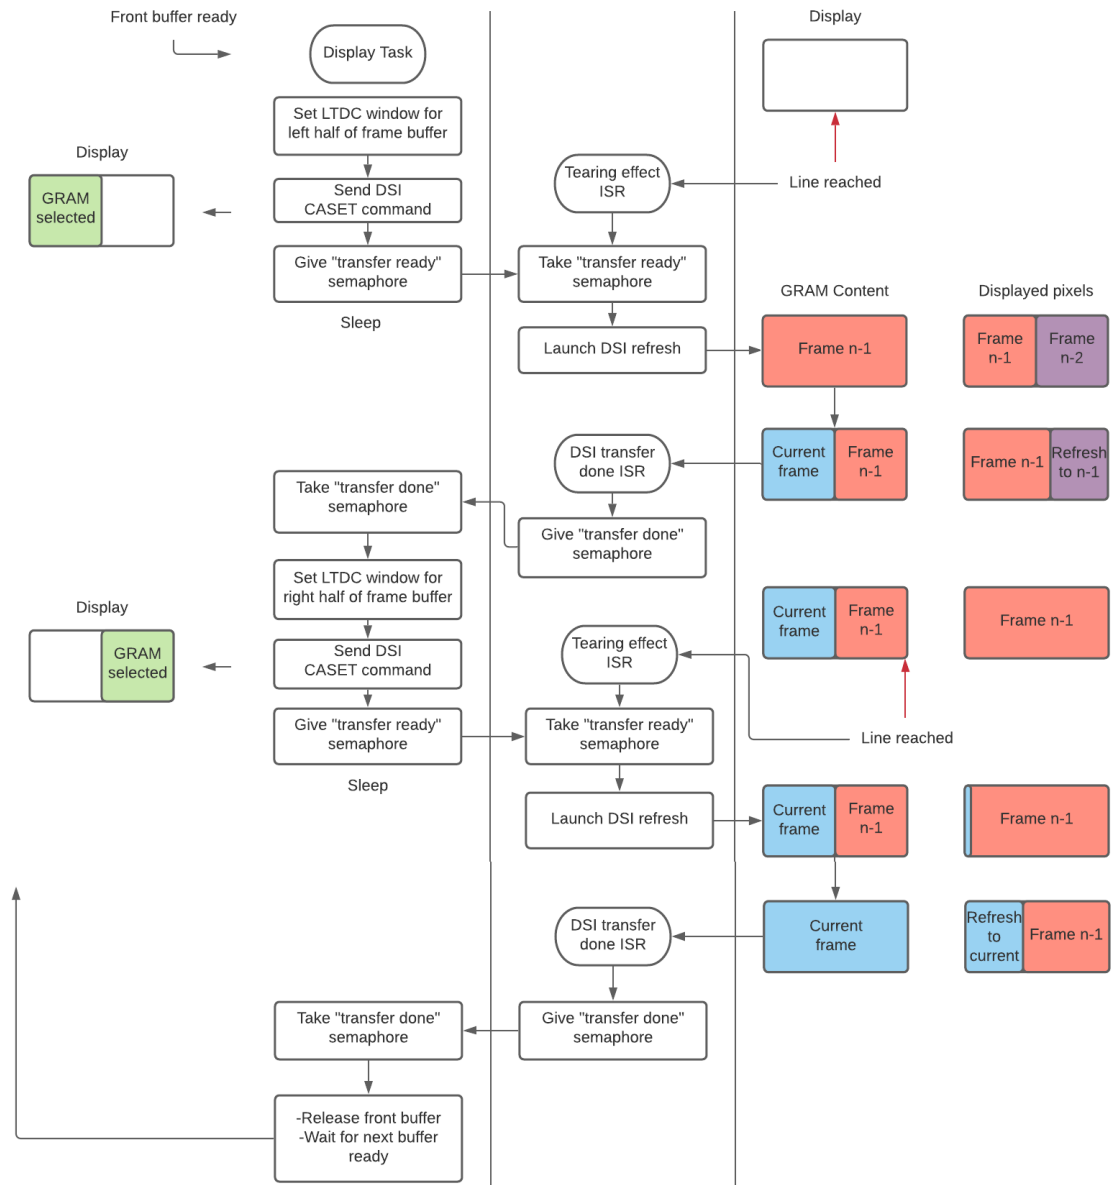 Front buffer ready
Display Task
Display
Set LTDC window for
left half of frame buffer
Display
Send DSI
CASET command
GRAM
selected
Tearing effect
ISR
Line reached
Give "transfer ready"
semaphore
Take "transfer ready"
semaphore
Sleep
Launch DSI refresh
GRAM Content
Displayed pixels
Frame n-1
Frame
n-1
Frame
n-2
DSI transfer
done ISR
Current
frame
Frame
n-1
Frame n-1
Refresh
to n-1
Take "transfer done"
semaphore
Give "transfer done"
semaphore
Set LTDC window for
right half of frame buffer
Display
Current
frame
Frame
n-1
Frame n-1
Send DSI
CASET command
GRAM
selected
Tearing effect
ISR
Give "transfer ready"
semaphore
Take "transfer ready"
semaphore
Line reached
Sleep
Launch DSI refresh
Current
frame
Frame
n-1
Frame n-1
DSI transfer
done ISR
Current
frame
Refresh
to
current
Frame n-1
Take "transfer done"
semaphore
Give "transfer done"
semaphore
-Release front buffer
-Wait for next buffer
ready